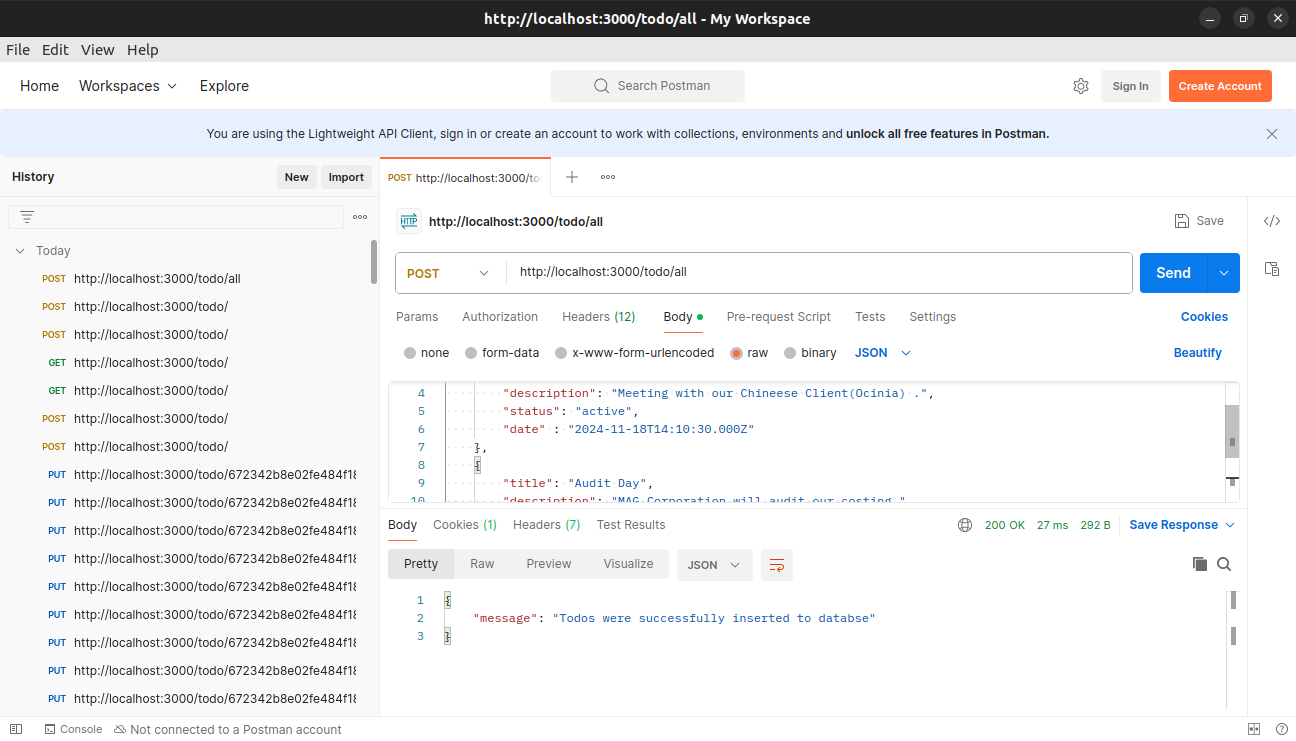 http://localhost:3000/todo/all - My Workspace
File Edit View Help
Home Workspaces Explore Search Postman Sign In Create Account
You are using the Lightweight API Client, sign in or create an account to work with collections, environments and unlock all free features in Postman.
History New Import
POST http://localhost:3000/to
Today
POST http://localhost:3000/todo/all
POST http://localhost:3000/todo/
POST http://localhost:3000/todo/
GET http://localhost:3000/todo/
GET http://localhost:3000/todo/
POST http://localhost:3000/todo/
POST http://localhost:3000/todo/
PUT http://localhost:3000/todo/672342b8e02fe484f18
PUT http://localhost:3000/todo/672342b8e02fe484f18
PUT http://localhost:3000/todo/672342b8e02fe484f18
PUT http://localhost:3000/todo/672342b8e02fe484f18
PUT http://localhost:3000/todo/672342b8e02fe484f18
PUT http://localhost:3000/todo/672342b8e02fe484f18
PUT http://localhost:3000/todo/672342b8e02fe484f18
PUT http://localhost:3000/todo/672342b8e02fe484f18
PUT http://localhost:3000/todo/672342b8e02fe484f18
HTTP http://localhost:3000/todo/all Save </>
POST http://localhost:3000/todo/all Send
Params Authorization Headers (12) Body Pre-request Script Tests Settings Cookies
none form-data x-www-form-urlencoded raw binary JSON Beautify
4 "description": "Meeting with our Chineese Client(Ocinia) .",
5 "status": "active",
6 "date" : "2024-11-18T14:10:30.000Z"
7 },
8 {
9 "title": "Audit Day",
10 "description": "MAG Corporation will audit our costing "
Body Cookies (1) Headers (7) Test Results 200 OK 27 ms 292 B Save Response
Pretty Raw Preview Visualize JSON
1 {
2 "message": "Todos were successfully inserted to databse"
3 }
Console Not connected to a Postman account